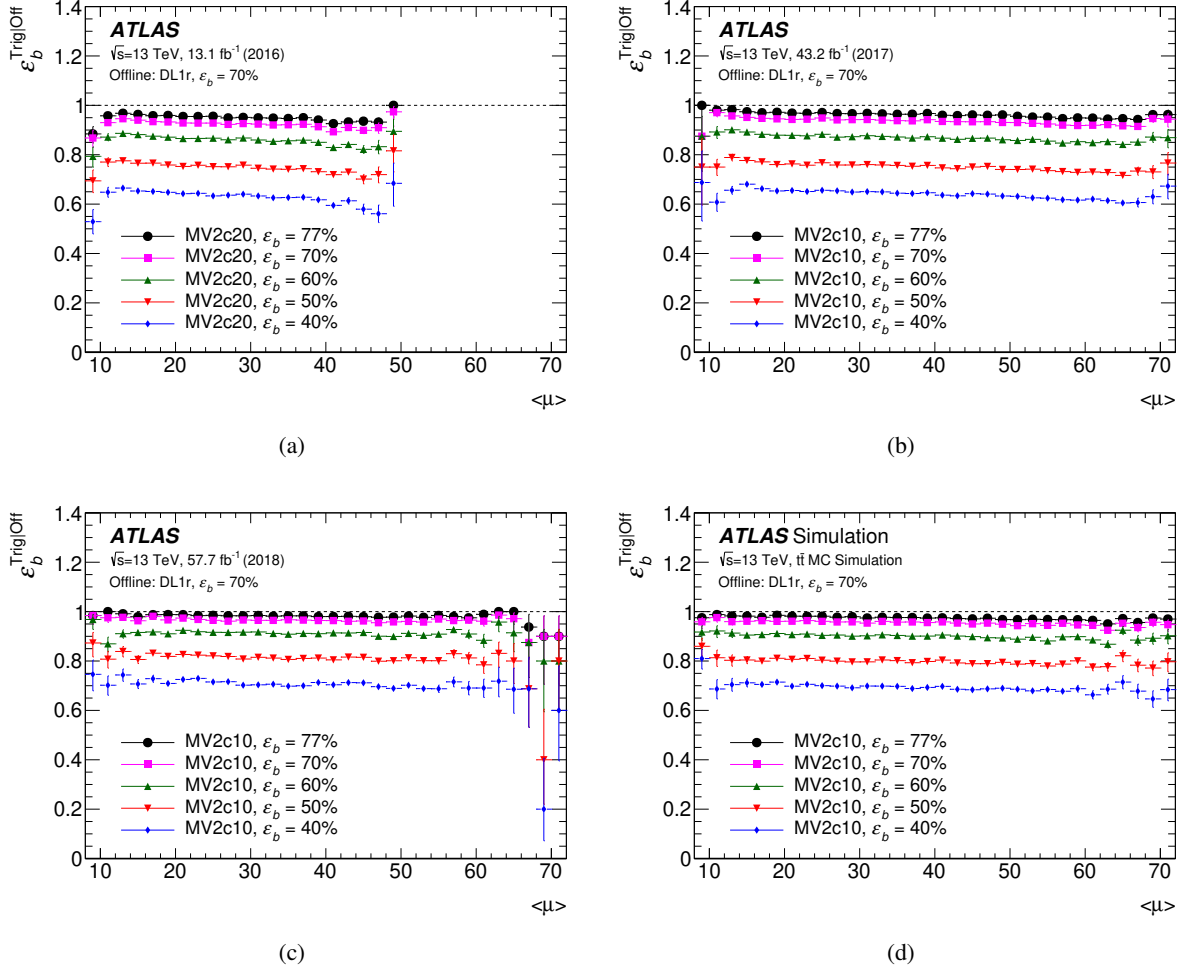 ε_b^Trig|Off
1.4
1.2
1
0.8
0.6
0.4
0.2
0
ATLAS
√s=13 TeV, 13.1 fb⁻¹ (2016)
Offline: DL1r, ε_b = 70%
MV2c20, ε_b = 77%
MV2c20, ε_b = 70%
MV2c20, ε_b = 60%
MV2c20, ε_b = 50%
MV2c20, ε_b = 40%
10 20 30 40 50 60 70
<μ>
(a)
ε_b^Trig|Off
1.4
1.2
1
0.8
0.6
0.4
0.2
0
ATLAS
√s=13 TeV, 43.2 fb⁻¹ (2017)
Offline: DL1r, ε_b = 70%
MV2c10, ε_b = 77%
MV2c10, ε_b = 70%
MV2c10, ε_b = 60%
MV2c10, ε_b = 50%
MV2c10, ε_b = 40%
10 20 30 40 50 60 70
<μ>
(b)
ε_b^Trig|Off
1.4
1.2
1
0.8
0.6
0.4
0.2
0
ATLAS
√s=13 TeV, 57.7 fb⁻¹ (2018)
Offline: DL1r, ε_b = 70%
MV2c10, ε_b = 77%
MV2c10, ε_b = 70%
MV2c10, ε_b = 60%
MV2c10, ε_b = 50%
MV2c10, ε_b = 40%
10 20 30 40 50 60 70
<μ>
(c)
ε_b^Trig|Off
1.4
1.2
1
0.8
0.6
0.4
0.2
0
ATLAS Simulation
√s=13 TeV, tt̄ MC Simulation
Offline: DL1r, ε_b = 70%
MV2c10, ε_b = 77%
MV2c10, ε_b = 70%
MV2c10, ε_b = 60%
MV2c10, ε_b = 50%
MV2c10, ε_b = 40%
10 20 30 40 50 60 70
<μ>
(d)